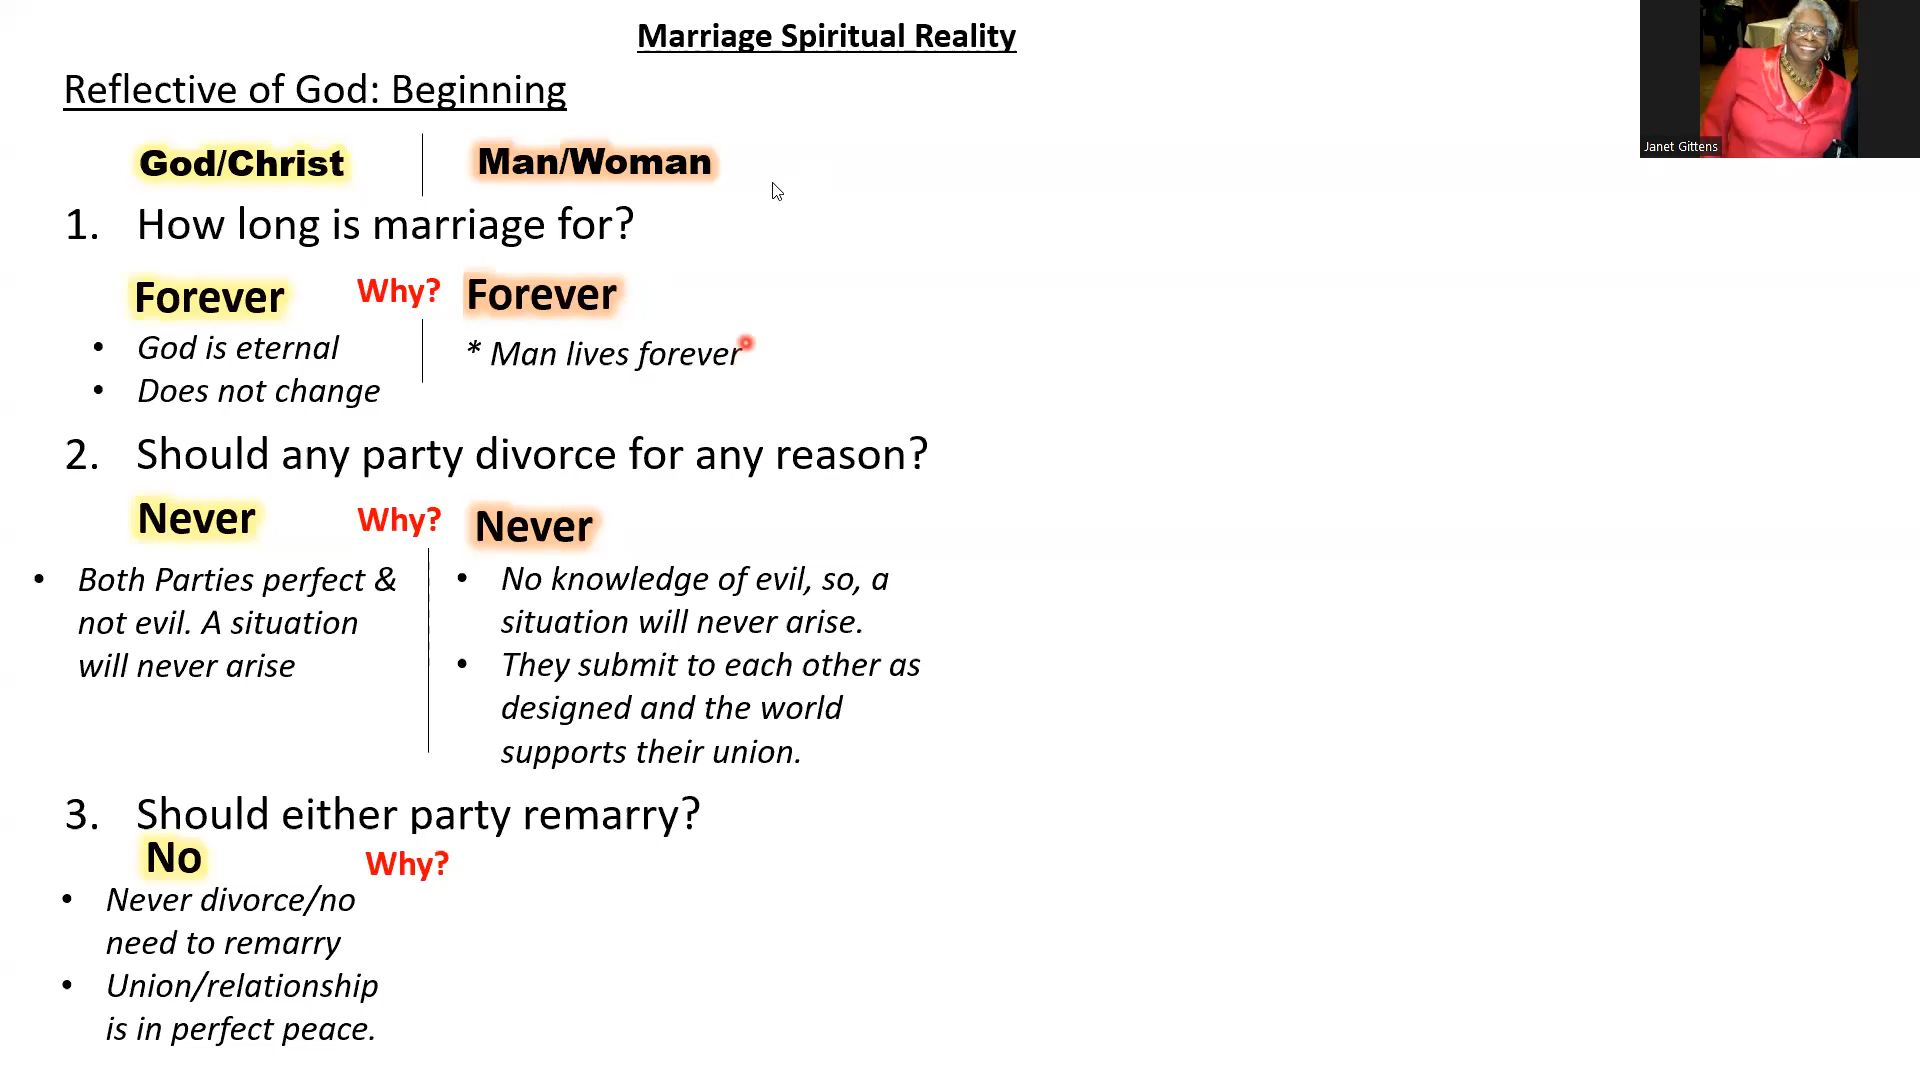 Marriage Spiritual Reality
Janet Gittens
Reflective of God: Beginning
God/Christ
Man/Woman
1. How long is marriage for?
Forever
Why?
Forever
• God is eternal
• Does not change
* Man lives forever
2. Should any party divorce for any reason?
Never
Why?
Never
• Both Parties perfect &
not evil. A situation
will never arise
• No knowledge of evil, so, a
situation will never arise.
• They submit to each other as
designed and the world
supports their union.
3. Should either party remarry?
No
Why?
• Never divorce/no
need to remarry
• Union/relationship
is in perfect peace.